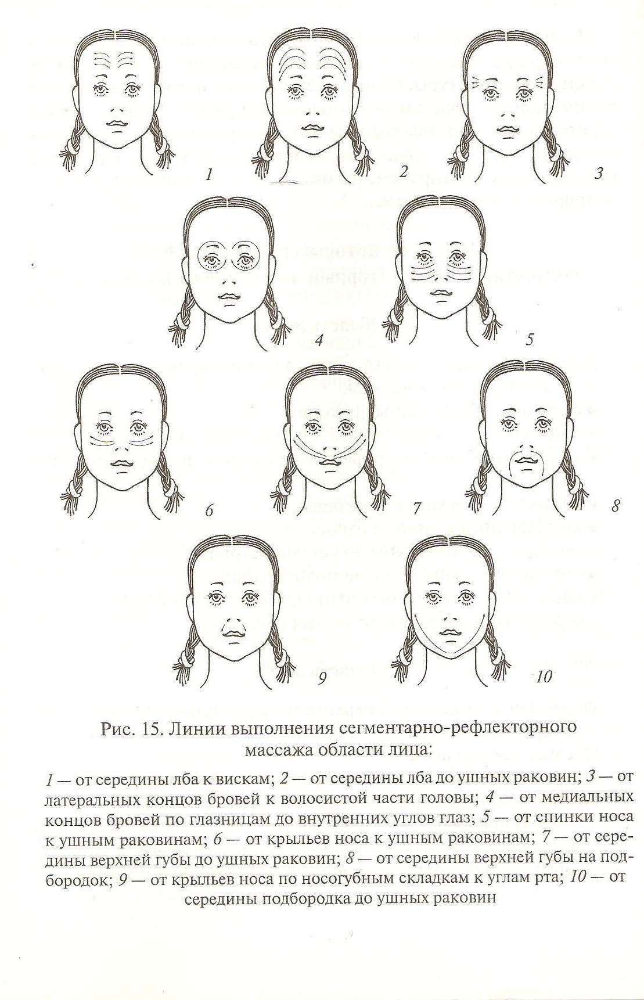 1
2
3
4
5
6
7
8
9
10
Рис. 15. Линии выполнения сегментарно-рефлекторного
массажа области лица:
1 — от середины лба к вискам; 2 — от середины лба до ушных раковин; 3 — от
латеральных концов бровей к волосистой части головы; 4 — от медиальных
концов бровей по глазницам до внутренних углов глаз; 5 — от спинки носа
к ушным раковинам; 6 — от крыльев носа к ушным раковинам; 7 — от сере-
дины верхней губы до ушных раковин; 8 — от середины верхней губы на под-
бородок; 9 — от крыльев носа по носогубным складкам к углам рта; 10 — от
середины подбородка до ушных раковин